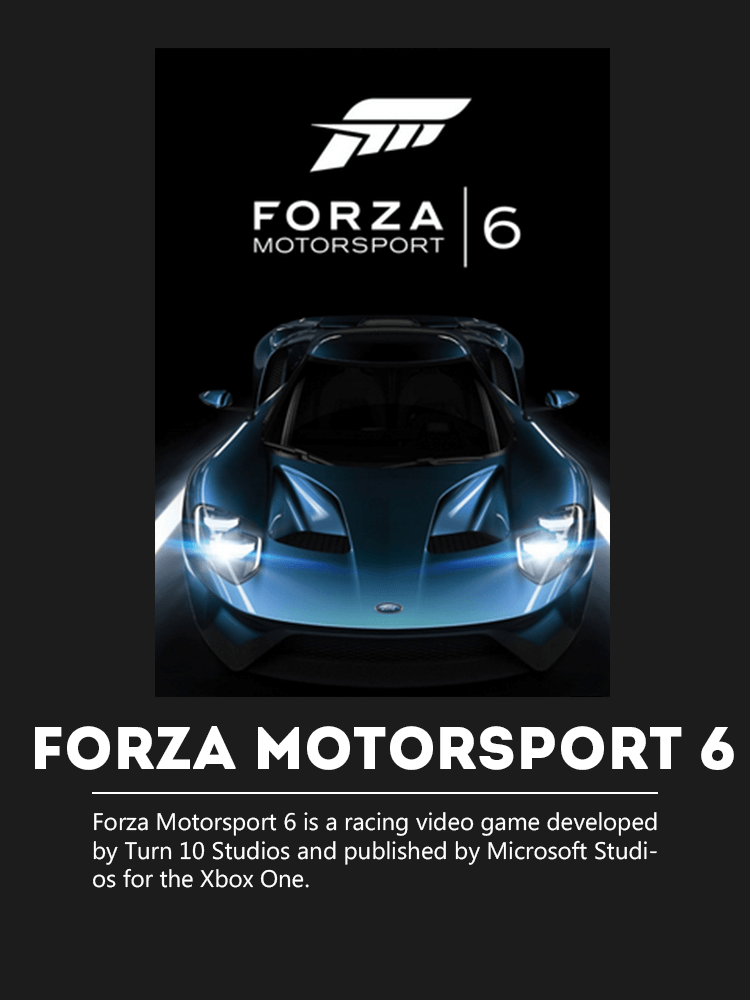 FORZA
MOTORSPORT
6
FORZA MOTORSPORT 6
Forza Motorsport 6 is a racing video game developed
by Turn 10 Studios and published by Microsoft Studi-
os for the Xbox One.